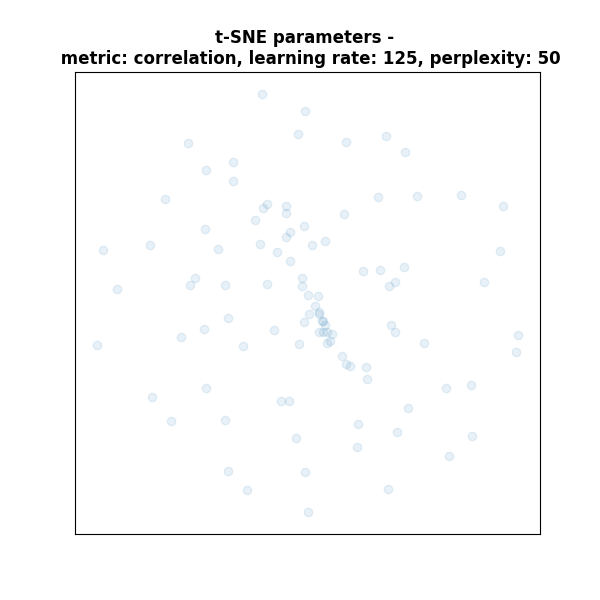 t-SNE parameters -
metric: correlation, learning rate: 125, perplexity: 50